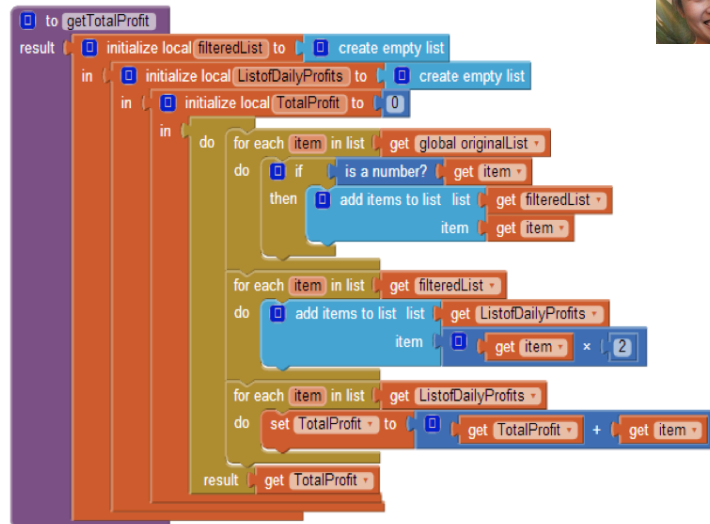 to getTotalProfit
result initialize local filteredList to create empty list
in initialize local ListofDailyProfits to create empty list
in initialize local TotalProfit to 0
in do for each item in list get global originalList
do if is a number? get item
then add items to list list get filteredList
item get item
for each item in list get filteredList
do add items to list list get ListofDailyProfits
item get item × 2
for each item in list get ListofDailyProfits
do set TotalProfit to get TotalProfit + get item
result get TotalProfit